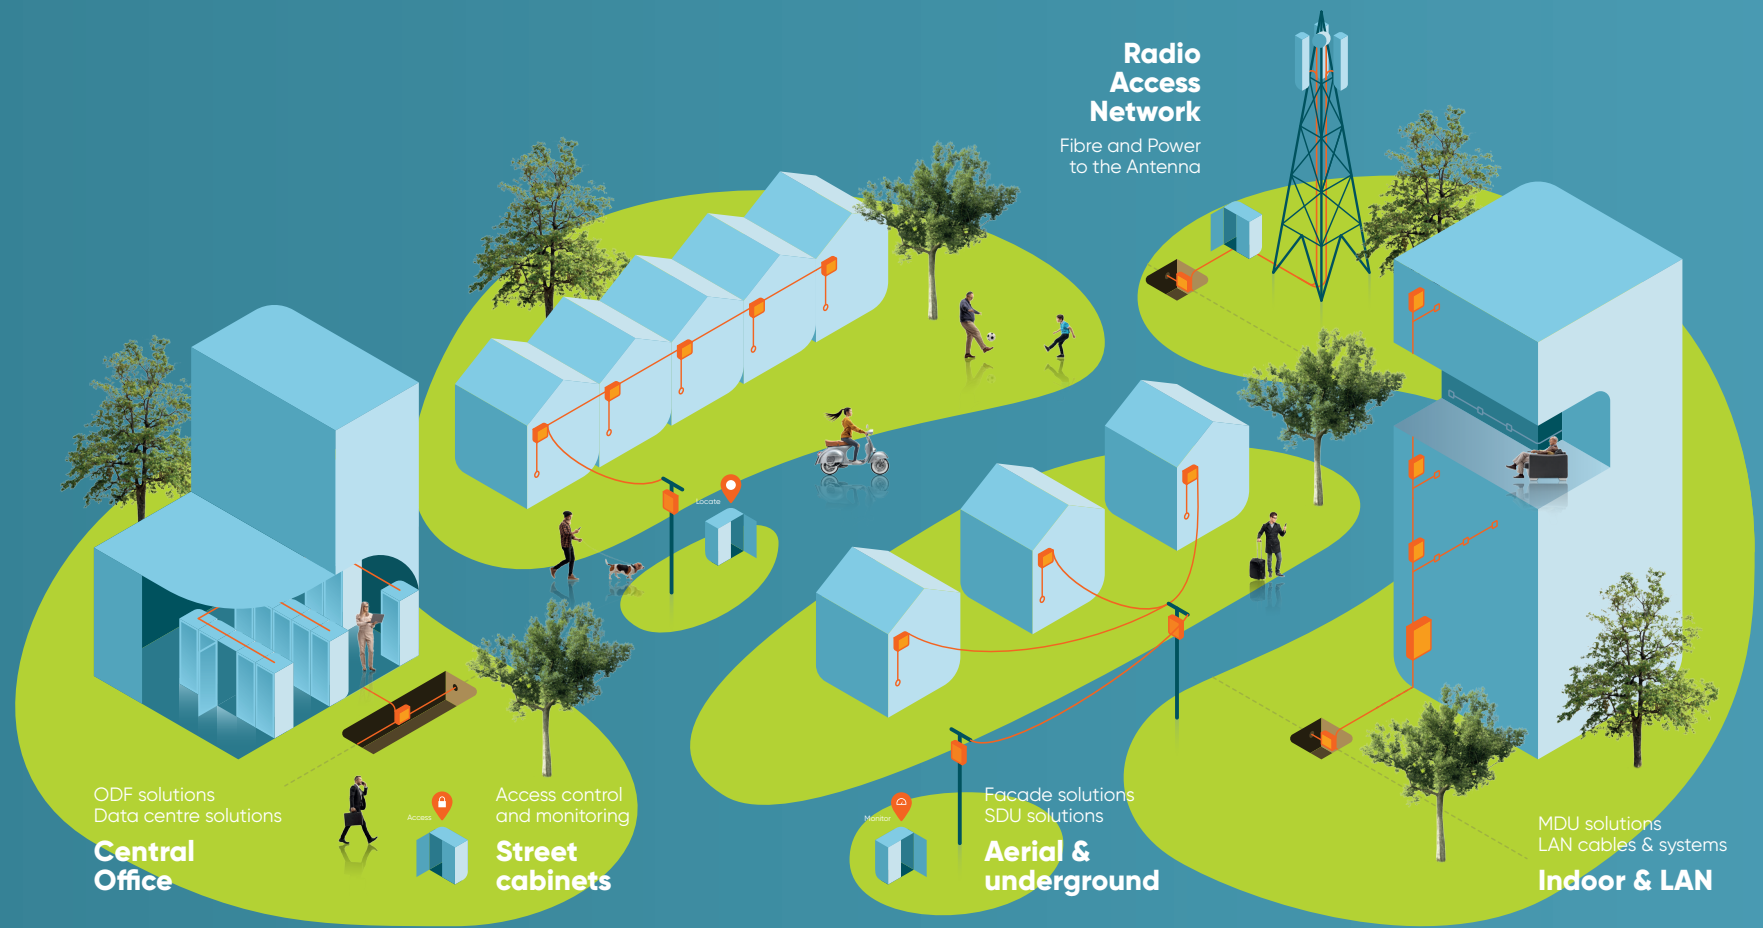 Radio
Access
Network
Fibre and Power
to the Antenna
Locate
ODF solutions
Data centre solutions
Central
Office
Access
Access control
and monitoring
Street
cabinets
Monitor
Facade solutions
SDU solutions
Aerial &
underground
MDU solutions
LAN cables & systems
Indoor & LAN